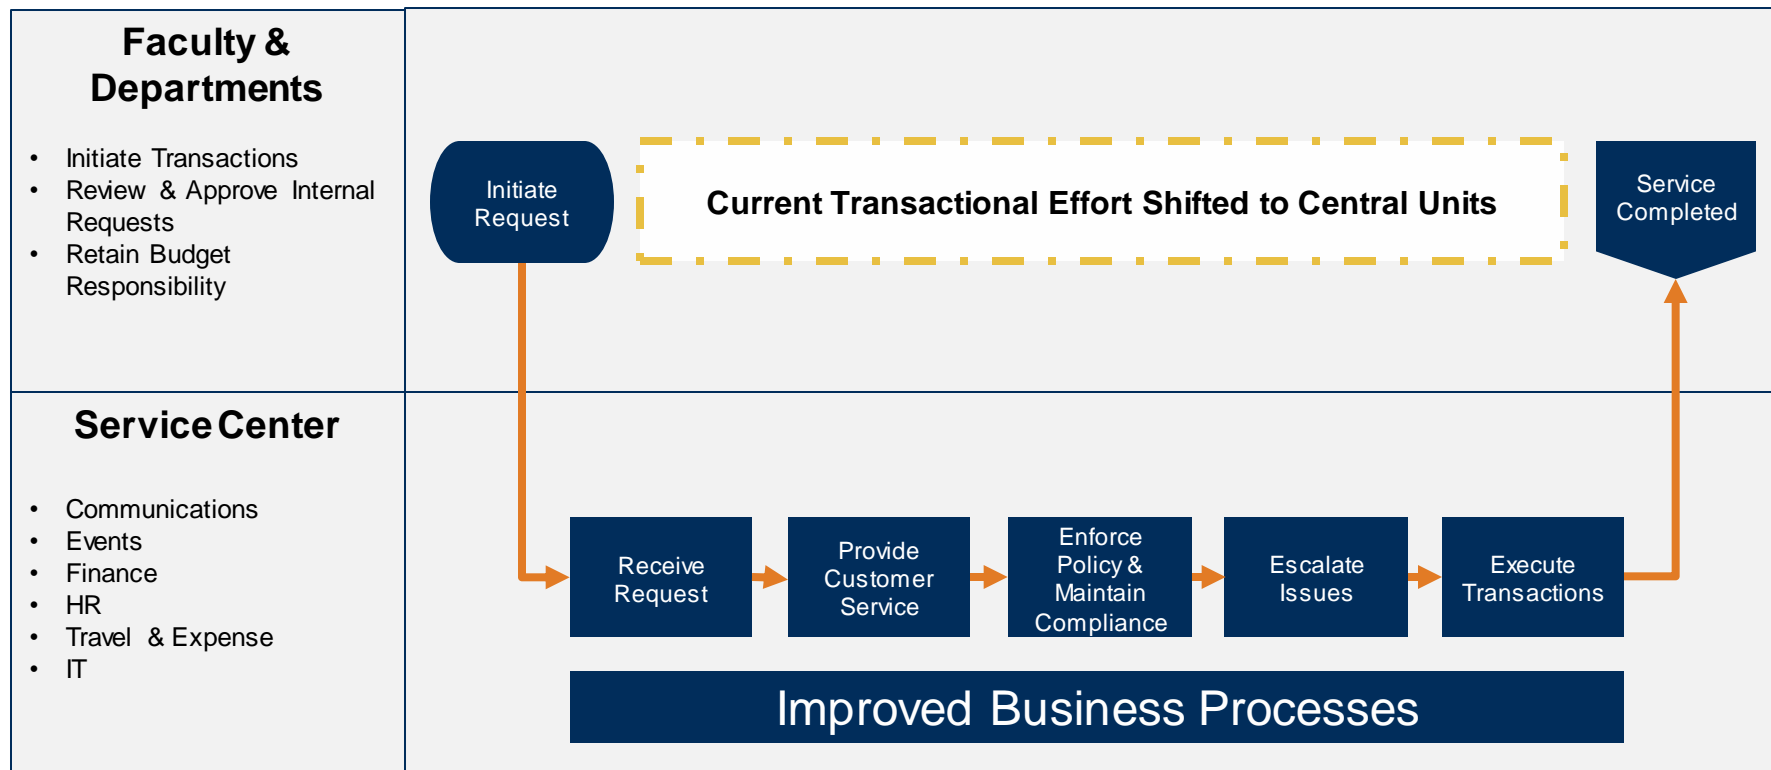 Faculty &
Departments
• Initiate Transactions
• Review & Approve Internal
Requests
• Retain Budget
Responsibility
Initiate
Request
Current Transactional Effort Shifted to Central Units
Service
Completed
Service Center
• Communications
• Events
• Finance
• HR
• Travel & Expense
• IT
Receive
Request
Provide
Customer
Service
Enforce
Policy &
Maintain
Compliance
Escalate
Issues
Execute
Transactions
Improved Business Processes